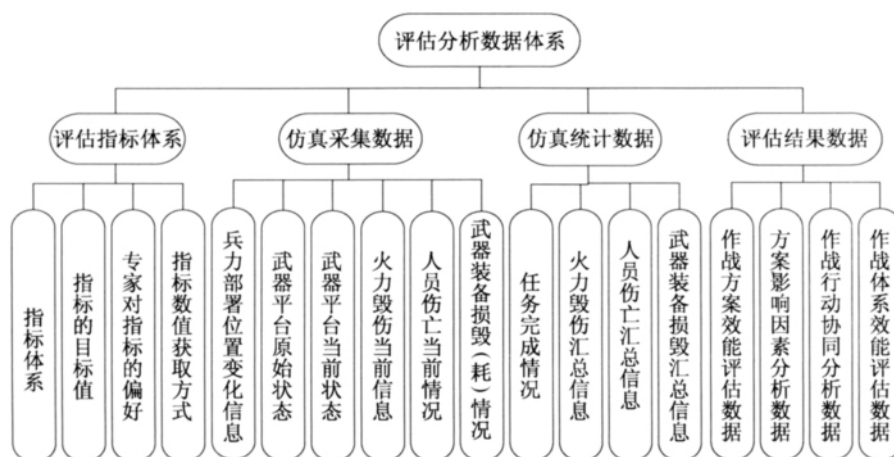 评估分析数据体系
评估指标体系
仿真采集数据
仿真统计数据
评估结果数据
指标体系
指标的目标值
专家对指标的偏好
指标数值获取方式
兵力部署位置变化信息
武器平台原始状态
武器平台当前状态
火力毁伤当前信息
人员伤亡当前情况
武器装备损毁(耗)情况
任务完成情况
火力毁伤汇总信息
人员伤亡汇总信息
武器装备损毁汇总信息
作战方案效能评估数据
方案影响因素分析数据
作战行动协同分析数据
作战体系效能评估数据